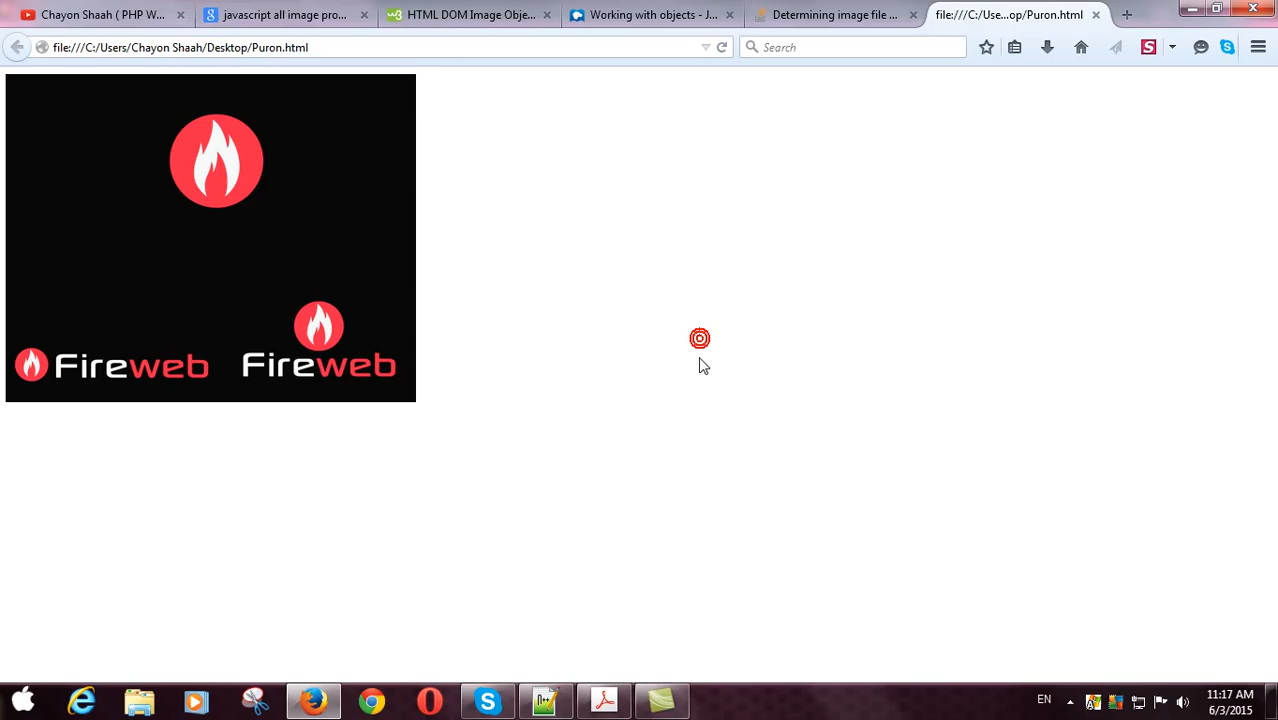 Chayon Shaah ( PHP W...
javascript all image pro...
HTML DOM Image Obje...
Working with objects - J...
Determining image file ...
file:///C:/Use...op/Puron.html
file:///C:/Users/Chayon Shaah/Desktop/Puron.html
Search
Fireweb
Fireweb
EN
11:17 AM
6/3/2015